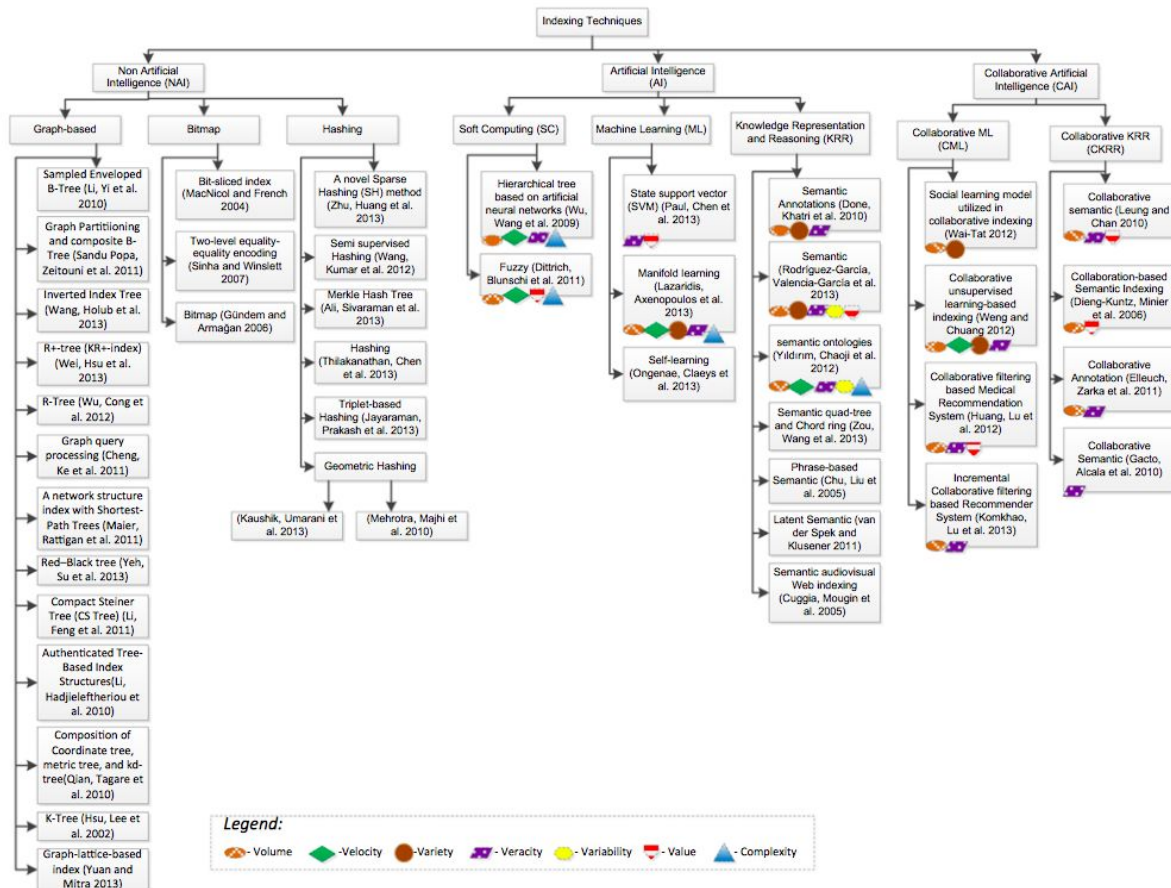 Indexing Techniques
Non Artificial
Intelligence (NAI)
Artificial Intelligence
(AI)
Collaborative Artificial
Intelligence (CAI)
Graph-based
Bitmap
Hashing
Soft Computing (SC)
Machine Learning (ML)
Knowledge Representation
and Reasoning (KRR)
Collaborative ML
(CML)
Collaborative KRR
(CKRR)
Sampled Enveloped
B-Tree (Li, Yi et al.
2010)
Graph Partitiioning
and composite B-
Tree (Sandu Popa,
Zeitouni et al. 2011)
Inverted Index Tree
(Wang, Holub et al.
2013)
R+-tree (KR+-index)
(Wei, Hsu et al.
2013)
R-Tree (Wu, Cong et
al. 2012)
Graph query
processing (Cheng,
Ke et al. 2011)
A network structure
index with Shortest-
Path Trees (Maier,
Rattigan et al. 2011)
Red–Black tree (Yeh,
Su et al. 2013)
Compact Steiner
Tree (CS Tree) (Li,
Feng et al. 2011)
Authenticated Tree-
Based Index
Structures(Li,
Hadjieleftheriou et
al. 2010)
Composition of
Coordinate tree,
metric tree, and kd-
tree(Qian, Tagare et
al. 2010)
K-Tree (Hsu, Lee et
al. 2002)
Graph-lattice-based
index (Yuan and
Mitra 2013)
Bit-sliced index
(MacNicol and French
2004)
Two-level equality-
equality encoding
(Sinha and Winslett
2007)
Bitmap (Gündem and
Armağan 2006)
A novel Sparse
Hashing (SH) method
(Zhu, Huang et al.
2013)
Semi supervised
Hashing (Wang,
Kumar et al. 2012)
Merkle Hash Tree
(Ali, Sivaraman et al.
2013)
Hashing
(Thilakanathan, Chen
et al. 2013)
Triplet-based
Hashing (Jayaraman,
Prakash et al. 2013)
Geometric Hashing
(Kaushik, Umarani et
al. 2013)
(Mehrotra, Majhi et
al. 2010)
Hierarchical tree
based on artificial
neural networks (Wu,
Wang et al. 2009)
Fuzzy (Dittrich,
Blunschi et al. 2011)
State support vector
(SVM) (Paul, Chen et
al. 2013)
Manifold learning
(Lazaridis,
Axenopoulos et al.
2013)
Self-learning
(Ongenae, Claeys et
al. 2013)
Semantic
Annotations (Done,
Khatri et al. 2010)
Semantic
(Rodríguez-García,
Valencia-García et al.
2013)
semantic ontologies
(Yıldırım, Chaoji et al.
2012)
Semantic quad-tree
and Chord ring (Zou,
Wang et al. 2013)
Phrase-based
Semantic (Chu, Liu et
al. 2005)
Latent Semantic (van
der Spek and
Klusener 2011)
Semantic audiovisual
Web indexing
(Cuggia, Mougin et
al. 2005)
Social learning model
utilized in
collaborative indexing
(Wai-Tat 2012)
Collaborative
unsupervised
learning-based
indexing (Weng and
Chuang 2012)
Collaborative filtering
based Medical
Recommendation
System (Huang, Lu et
al. 2012)
Incremental
Collaborative filtering
based Recommender
System (Komkhao,
Lu et al. 2013)
Collaborative
semantic (Leung and
Chan 2010)
Collaboration-based
Semantic Indexing
(Dieng-Kuntz, Minier
et al. 2006)
Collaborative
Annotation (Elleuch,
Zarka et al. 2011)
Collaborative
Semantic (Gacto,
Alcala et al. 2010)
Legend:
- Volume -Velocity - Variety - Veracity - Variability - Value - Complexity